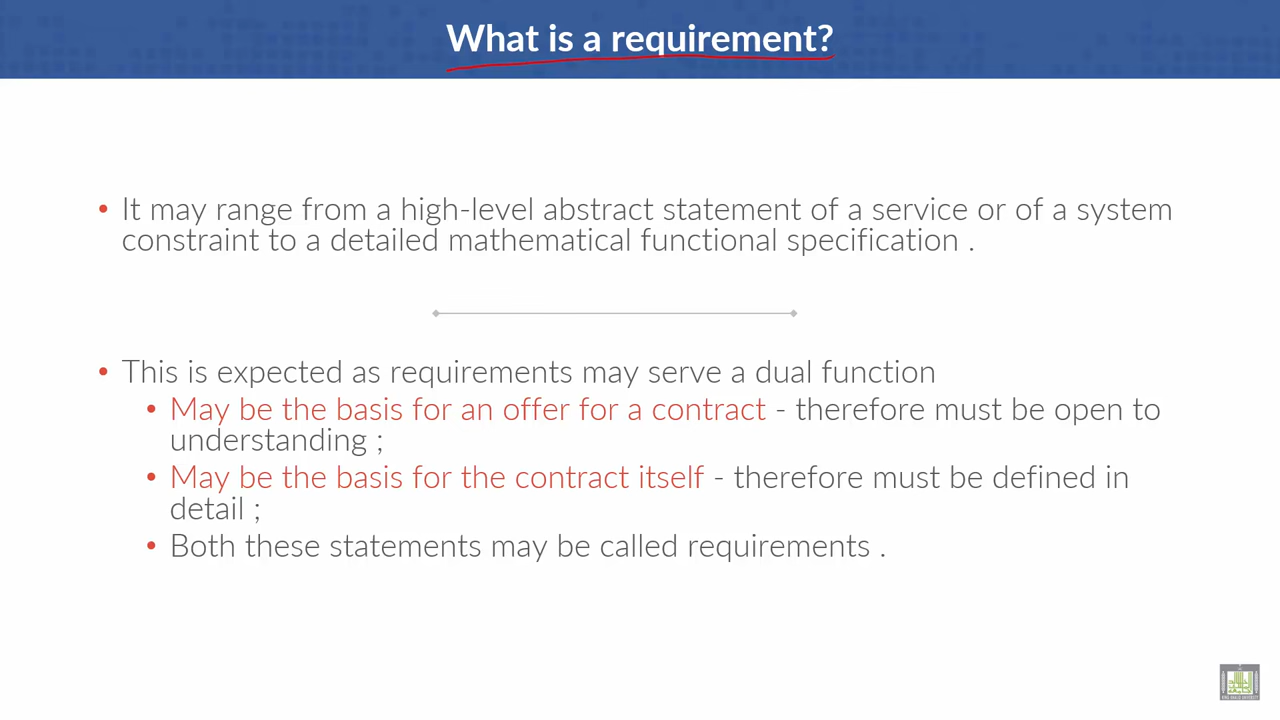 What is a requirement?
• It may range from a high-level abstract statement of a service or of a system
constraint to a detailed mathematical functional specification .
• This is expected as requirements may serve a dual function
• May be the basis for an offer for a contract - therefore must be open to
understanding ;
• May be the basis for the contract itself - therefore must be defined in
detail ;
• Both these statements may be called requirements .